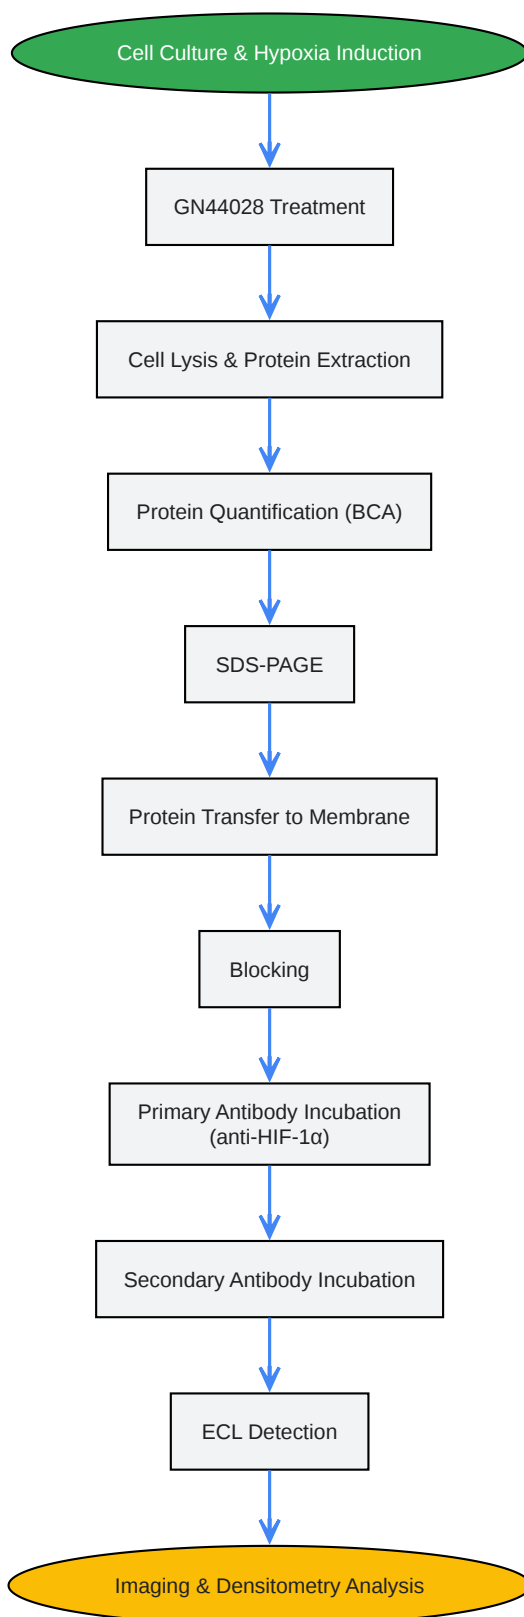 Cell Culture & Hypoxia Induction
GN44028 Treatment
Cell Lysis & Protein Extraction
Protein Quantification (BCA)
SDS-PAGE
Protein Transfer to Membrane
Blocking
Primary Antibody Incubation
(anti-HIF-1α)
Secondary Antibody Incubation
ECL Detection
Imaging & Densitometry Analysis